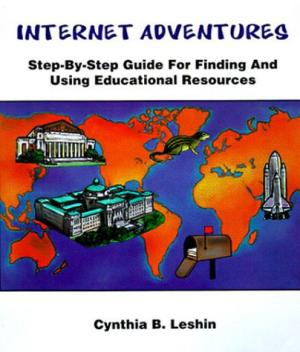 INTERNET ADVENTURES
Step-By-Step Guide For Finding And
Using Educational Resources
Cynthia B. Leshin